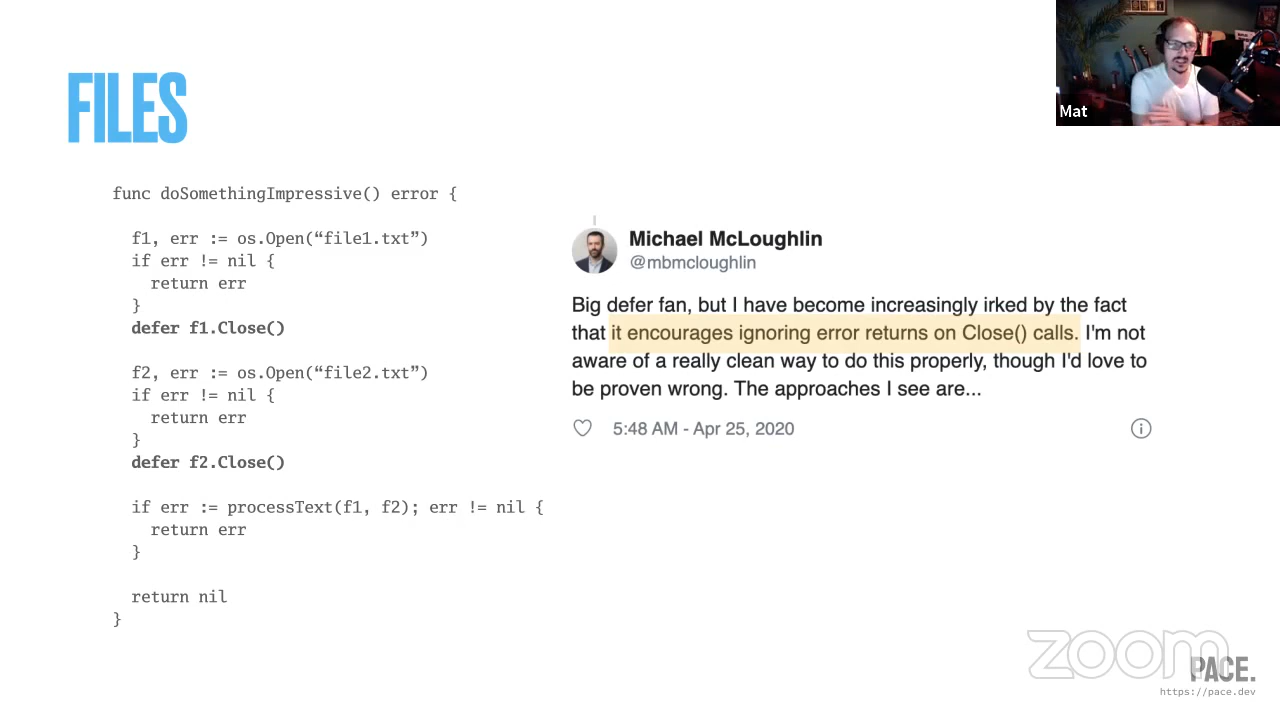 Mat
FILES
func doSomethingImpressive() error {
f1, err := os.Open(“file1.txt”)
if err != nil {
return err
}
defer f1.Close()
f2, err := os.Open(“file2.txt”)
if err != nil {
return err
}
defer f2.Close()
if err := processText(f1, f2); err != nil {
return err
}
return nil
}
Michael McLoughlin
@mbmcloughlin
Big defer fan, but I have become increasingly irked by the fact
that it encourages ignoring error returns on Close() calls. I'm not
aware of a really clean way to do this properly, though I'd love to
be proven wrong. The approaches I see are...
5:48 AM - Apr 25, 2020
zoom
PACE.
https://pace.dev